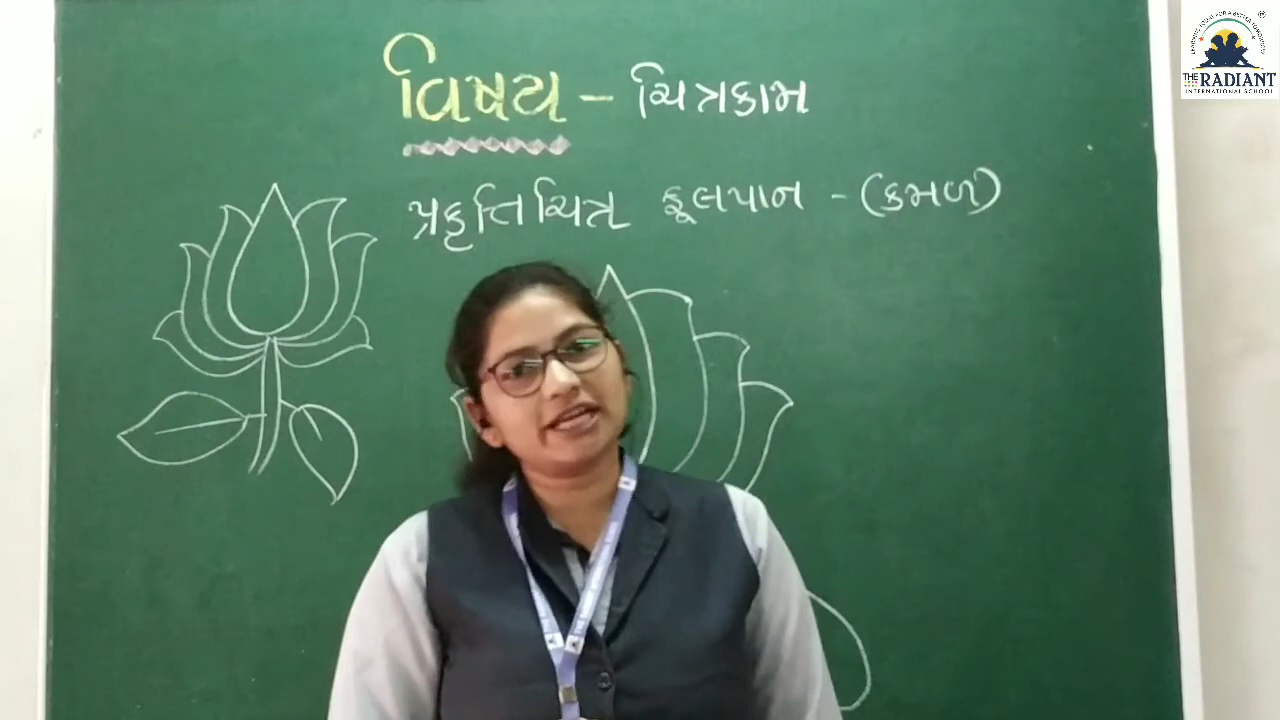 વિષય - ચિત્રકામ
પ્રકૃત્તિ ચિત્ર ફૂલપાન - (કમળ)
THE RADIANT
INTERNATIONAL SCHOOL